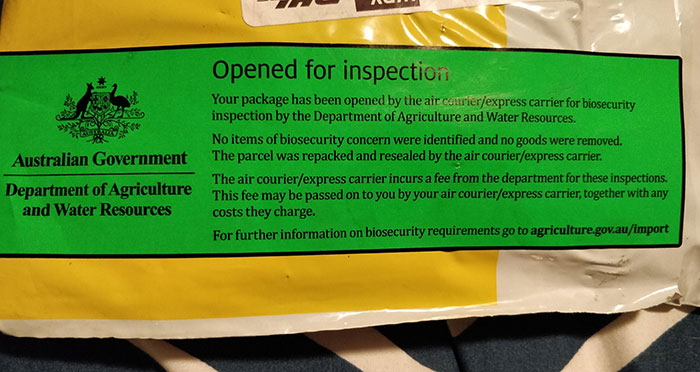 Opened for inspection
Your package has been opened by the air courier/express carrier for biosecurity
inspection by the Department of Agriculture and Water Resources.
No items of biosecurity concern were identified and no goods were removed.
The parcel was repacked and resealed by the air courier/express carrier.
The air courier/express carrier incurs a fee from the department for these inspections.
This fee may be passed on to you by your air courier/express carrier, together with any
costs they charge.
For further information on biosecurity requirements go to agriculture.gov.au/import
Australian Government
Department of Agriculture
and Water Resources